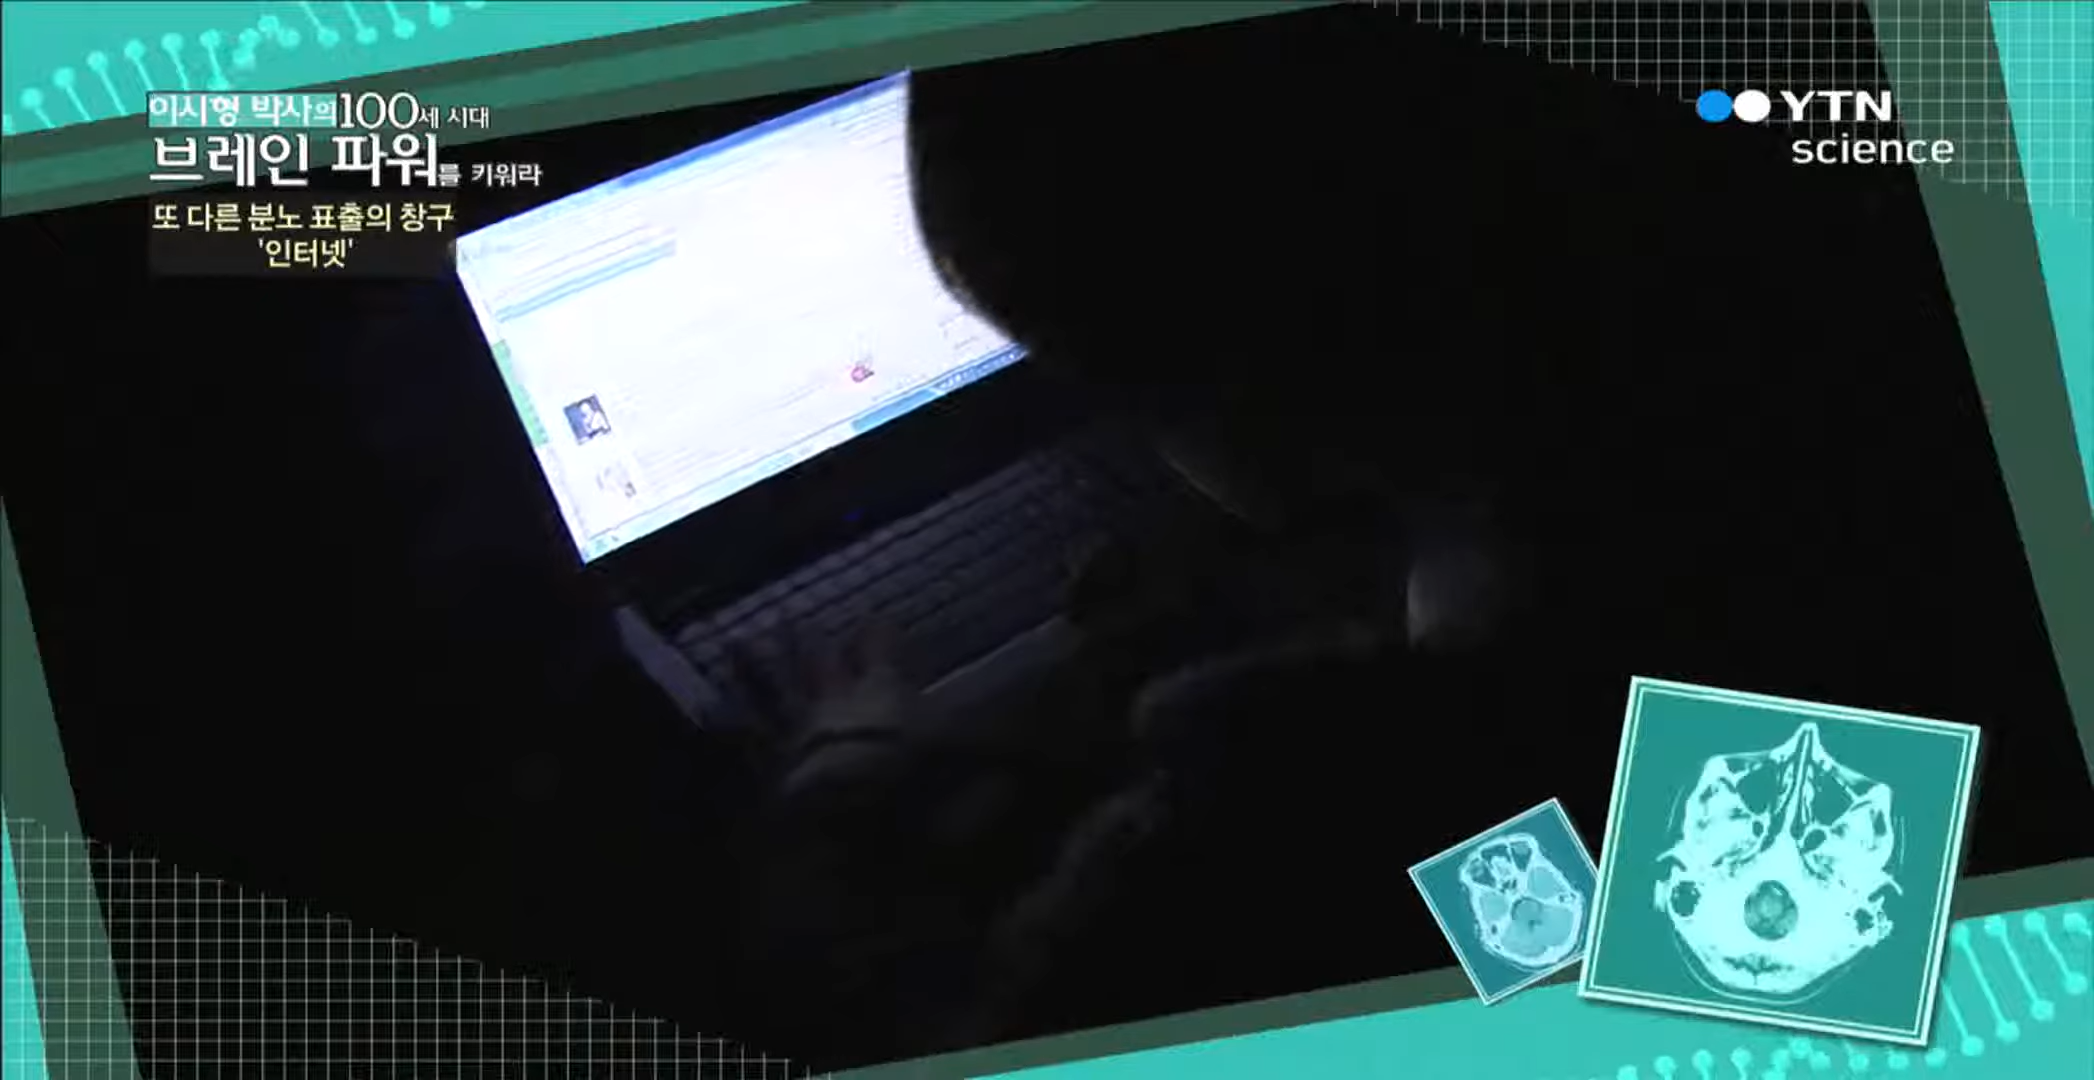 이시형 박사의 100세 시대
브레인 파워를 키워라
또 다른 분노 표출의 창구
'인터넷'
YTN
science